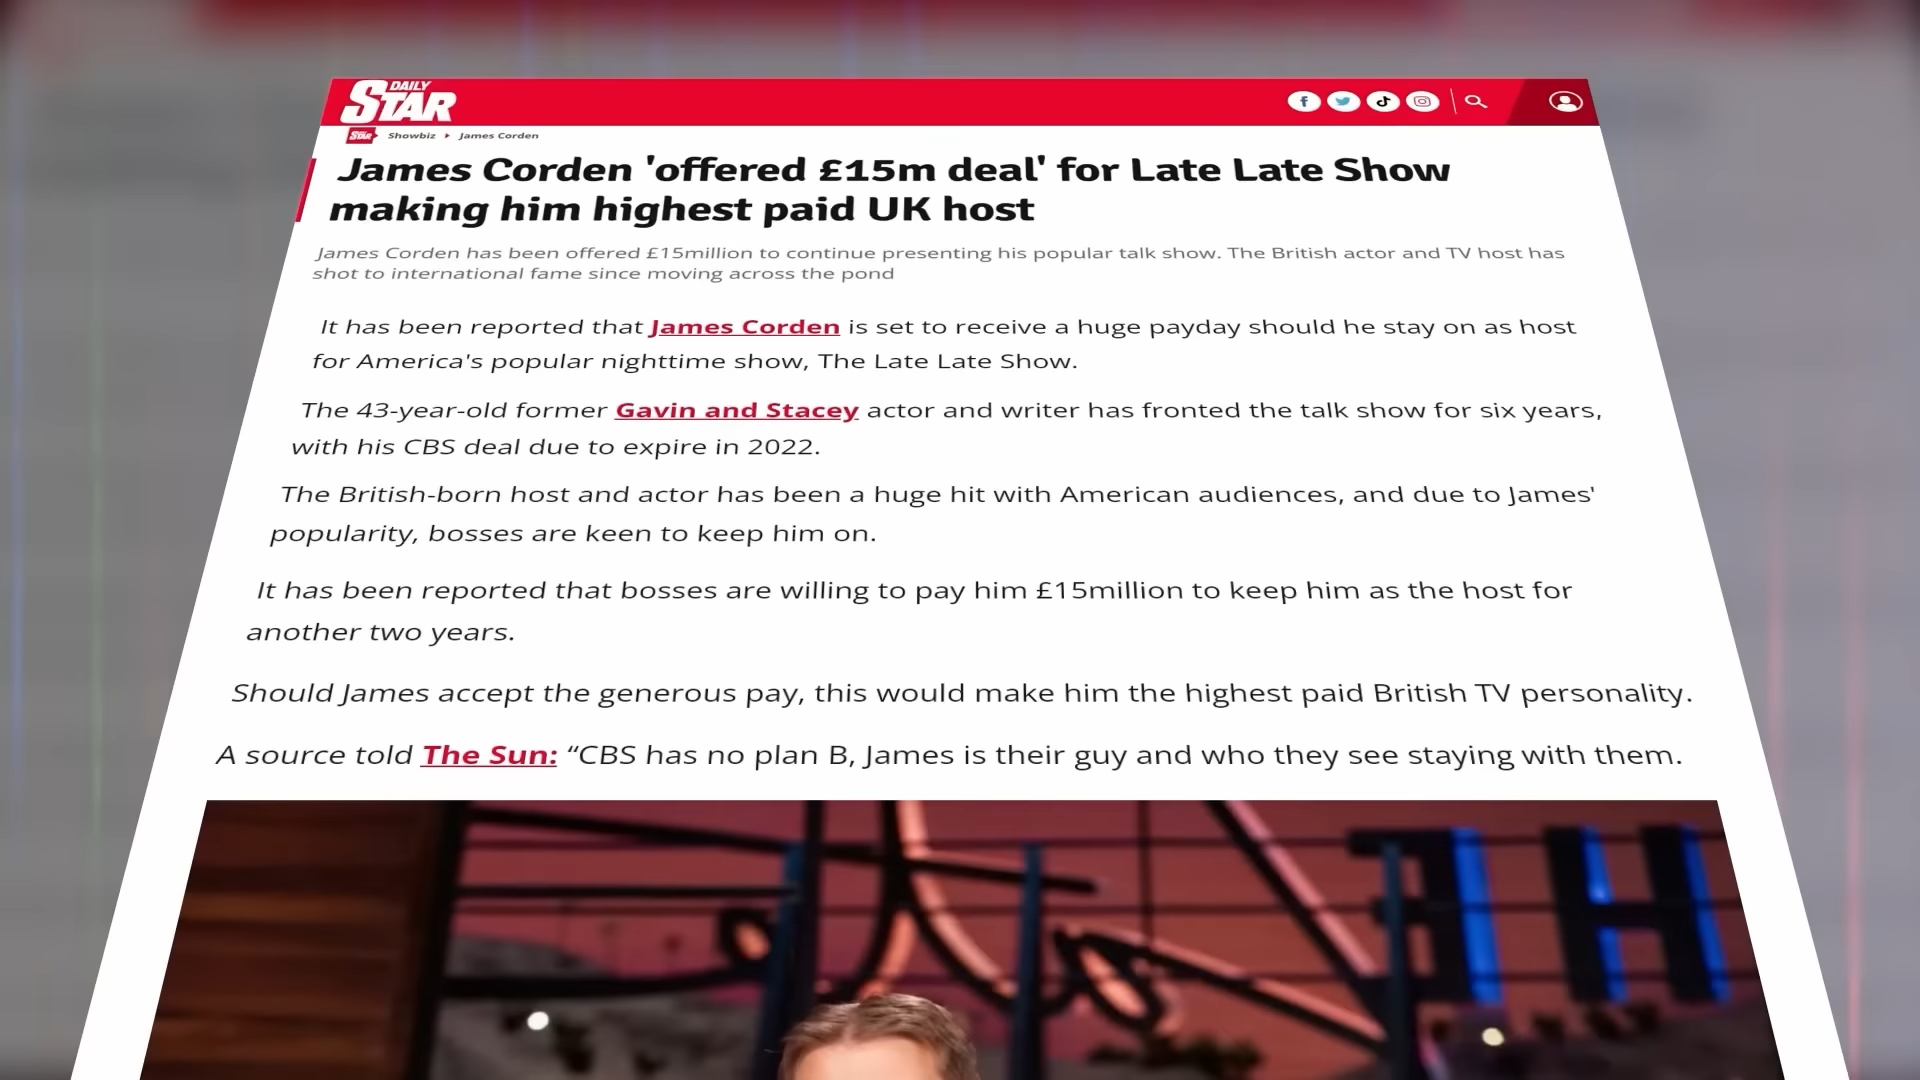 DAILY
STAR
Showbiz
James Corden
James Corden 'offered £15m deal' for Late Late Show
making him highest paid UK host
James Corden has been offered £15million to continue presenting his popular talk show. The British actor and TV host has
shot to international fame since moving across the pond
It has been reported that James Corden is set to receive a huge payday should he stay on as host
for America's popular nighttime show, The Late Late Show.
The 43-year-old former Gavin and Stacey actor and writer has fronted the talk show for six years,
with his CBS deal due to expire in 2022.
The British-born host and actor has been a huge hit with American audiences, and due to James'
popularity, bosses are keen to keep him on.
It has been reported that bosses are willing to pay him £15million to keep him as the host for
another two years.
Should James accept the generous pay, this would make him the highest paid British TV personality.
A source told The Sun: “CBS has no plan B, James is their guy and who they see staying with them.